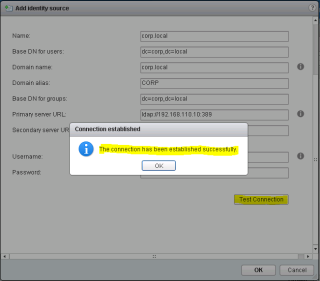 Add identity source
Name: corp.local
Base DN for users: dc=corp,dc=local
Domain name: corp.local
Domain alias: CORP
Base DN for groups: dc=corp,dc=local
Primary server URL: ldap://192.168.110.10:389
Secondary server UR
Connection established
The connection has been established successfully.
OK
Username:
Password:
Test Connection
OK Cancel